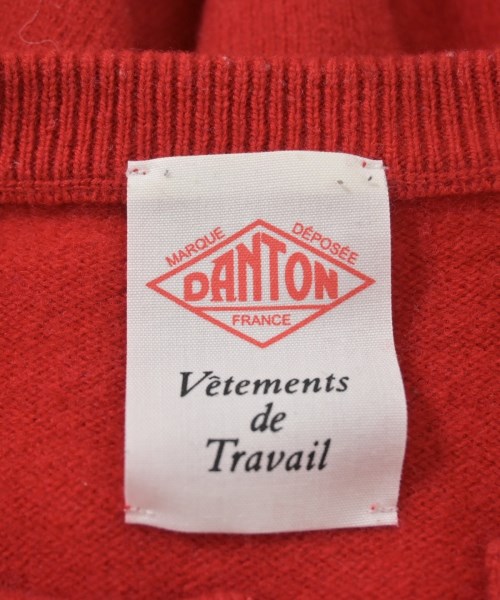 MARQUE DÉPOSÉE
DANTON
FRANCE
Vêtements
de
Travail